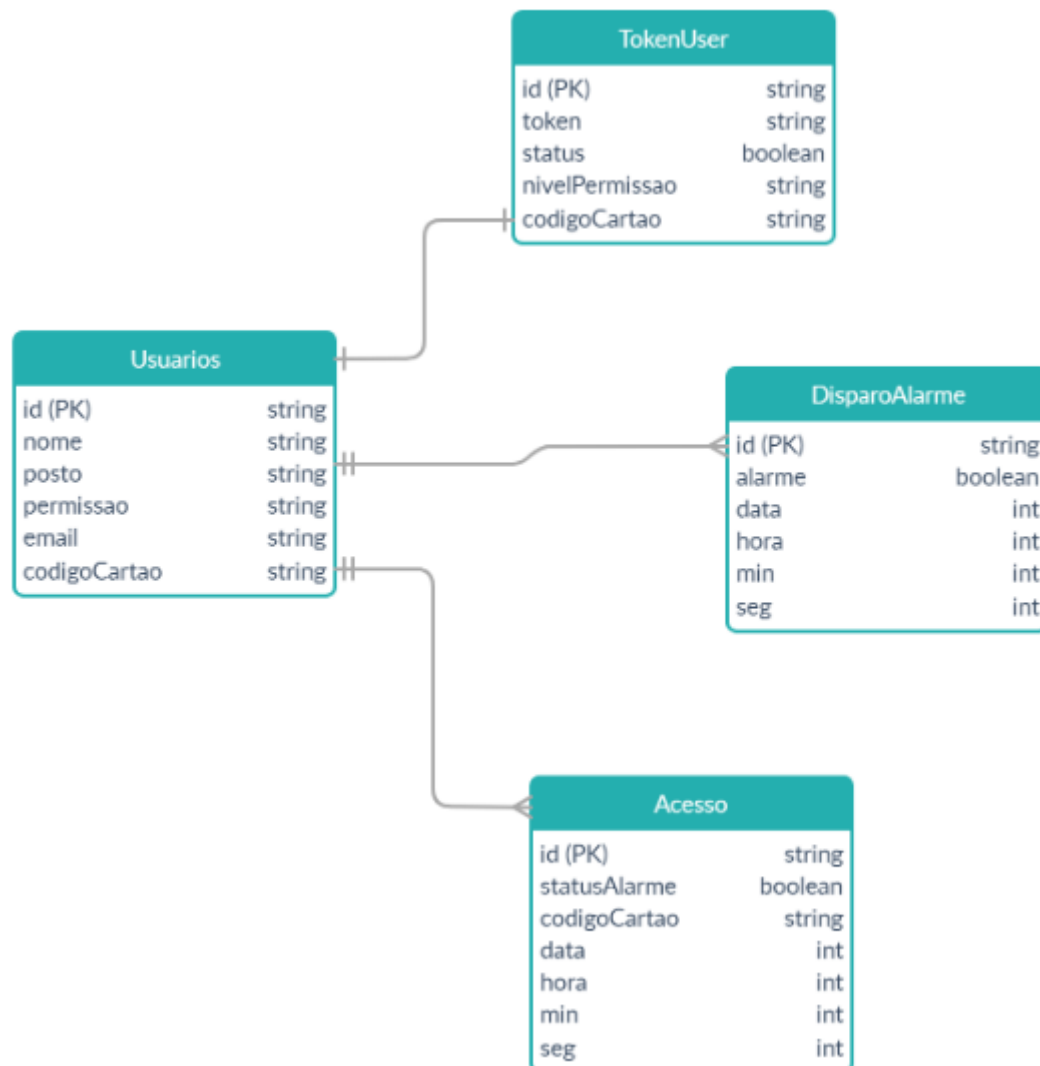 TokenUser
id (PK) string
token string
status boolean
nivelPermissao string
codigoCartao string
Usuarios
id (PK) string
nome string
posto string
permissao string
email string
codigoCartao string
DisparoAlarme
id (PK) string
alarme boolean
data int
hora int
min int
seg int
Acesso
id (PK) string
statusAlarme boolean
codigoCartao string
data int
hora int
min int
seg int